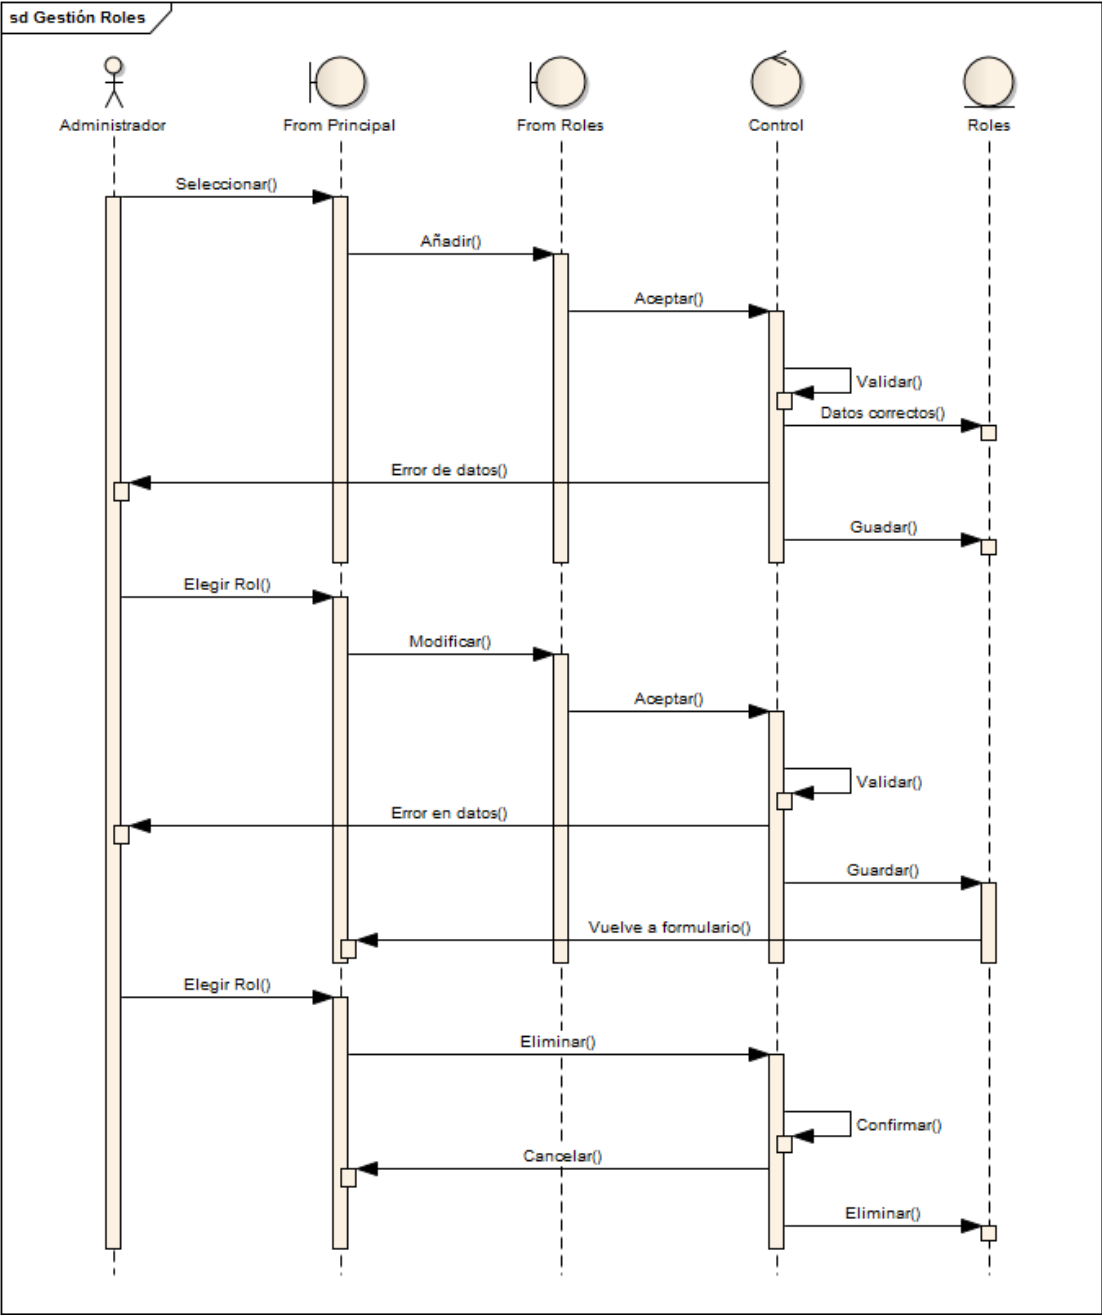 sd Gestión Roles
Administrador
From Principal
From Roles
Control
Roles
Seleccionar()
Añadir()
Aceptar()
Validar()
Datos correctos()
Error de datos()
Guadar()
Elegir Rol()
Modificar()
Aceptar()
Validar()
Error en datos()
Guardar()
Vuelve a formulario()
Elegir Rol()
Eliminar()
Confirmar()
Cancelar()
Eliminar()